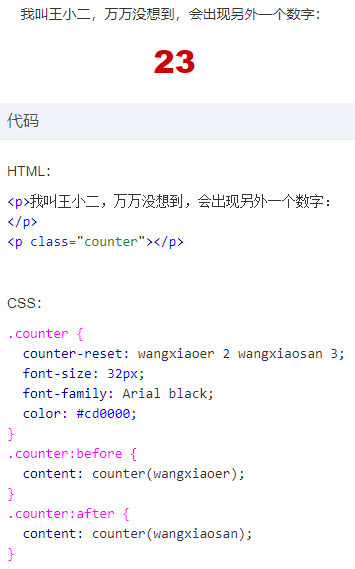 我叫王小二，万万没想到，会出现另外一个数字：
23
代码
HTML：
<p>我叫王小二，万万没想到，会出现另外一个数字：
</p>
<p class="counter"></p>
CSS：
.counter {
  counter-reset: wangxiaoer 2 wangxiaosan 3;
  font-size: 32px;
  font-family: Arial black;
  color: #cd0000;
}
.counter:before {
  content: counter(wangxiaoer);
}
.counter:after {
  content: counter(wangxiaosan);
}